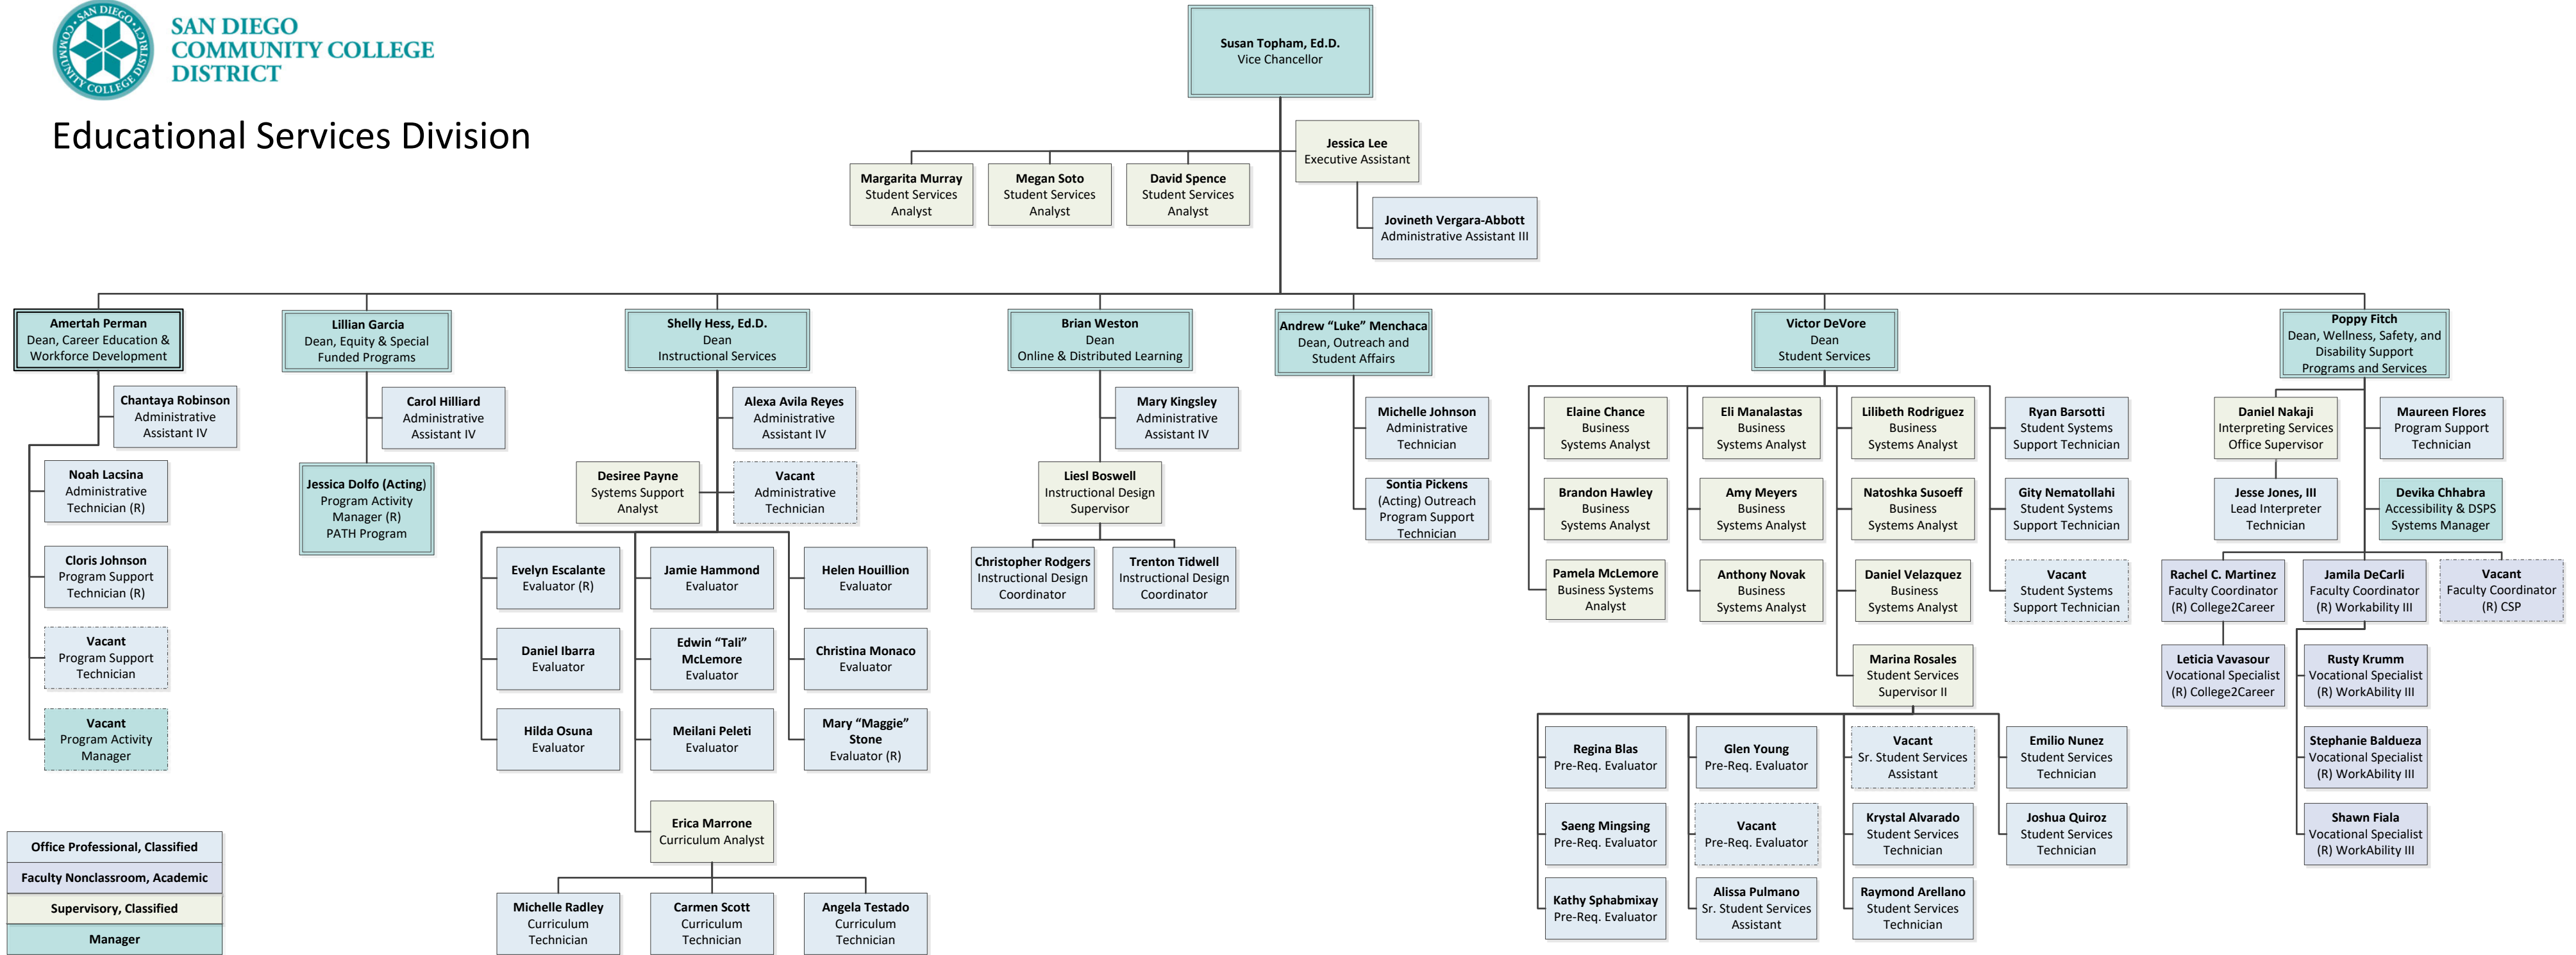 SAN DIEGO
COMMUNITY COLLEGE
DISTRICT
SAN DIEGO
COMMUNITY COLLEGE DISTRICT
Educational Services Division
Susan Topham, Ed.D.
Vice Chancellor
Jessica Lee
Executive Assistant
Margarita Murray
Student Services
Analyst
Megan Soto
Student Services
Analyst
David Spence
Student Services
Analyst
Jovineth Vergara-Abbott
Administrative Assistant III
Amertah Perman
Dean, Career Education &
Workforce Development
Chantaya Robinson
Administrative
Assistant IV
Noah Lacsina
Administrative
Technician (R)
Cloris Johnson
Program Support
Technician (R)
Vacant
Program Support
Technician
Vacant
Program Activity
Manager
Lillian Garcia
Dean, Equity & Special
Funded Programs
Carol Hilliard
Administrative
Assistant IV
Jessica Dolfo (Acting)
Program Activity
Manager (R)
PATH Program
Shelly Hess, Ed.D.
Dean
Instructional Services
Alexa Avila Reyes
Administrative
Assistant IV
Desiree Payne
Systems Support
Analyst
Vacant
Administrative
Technician
Evelyn Escalante
Evaluator (R)
Jamie Hammond
Evaluator
Helen Houillion
Evaluator
Daniel Ibarra
Evaluator
Edwin “Tali”
McLemore
Evaluator
Christina Monaco
Evaluator
Hilda Osuna
Evaluator
Meilani Peleti
Evaluator
Mary “Maggie”
Stone
Evaluator (R)
Erica Marrone
Curriculum Analyst
Michelle Radley
Curriculum
Technician
Carmen Scott
Curriculum
Technician
Angela Testado
Curriculum
Technician
Brian Weston
Dean
Online & Distributed Learning
Mary Kingsley
Administrative
Assistant IV
Liesl Boswell
Instructional Design
Supervisor
Christopher Rodgers
Instructional Design
Coordinator
Trenton Tidwell
Instructional Design
Coordinator
Andrew “Luke” Menchaca
Dean, Outreach and
Student Affairs
Michelle Johnson
Administrative
Technician
Sontia Pickens
(Acting) Outreach
Program Support
Technician
Victor DeVore
Dean
Student Services
Elaine Chance
Business
Systems Analyst
Eli Manalastas
Business
Systems Analyst
Lilibeth Rodriguez
Business
Systems Analyst
Ryan Barsotti
Student Systems
Support Technician
Brandon Hawley
Business
Systems Analyst
Amy Meyers
Business
Systems Analyst
Natoshka Susoeff
Business
Systems Analyst
Gity Nematollahi
Student Systems
Support Technician
Pamela McLemore
Business Systems
Analyst
Anthony Novak
Business
Systems Analyst
Daniel Velazquez
Business
Systems Analyst
Vacant
Student Systems
Support Technician
Marina Rosales
Student Services
Supervisor II
Regina Blas
Pre-Req. Evaluator
Glen Young
Pre-Req. Evaluator
Vacant
Sr. Student Services
Assistant
Emilio Nunez
Student Services
Technician
Saeng Mingsing
Pre-Req. Evaluator
Vacant
Pre-Req. Evaluator
Krystal Alvarado
Student Services
Technician
Joshua Quiroz
Student Services
Technician
Kathy Sphabmixay
Pre-Req. Evaluator
Alissa Pulmano
Sr. Student Services
Assistant
Raymond Arellano
Student Services
Technician
Poppy Fitch
Dean, Wellness, Safety, and
Disability Support
Programs and Services
Daniel Nakaji
Interpreting Services
Office Supervisor
Maureen Flores
Program Support
Technician
Jesse Jones, III
Lead Interpreter
Technician
Devika Chhabra
Accessibility & DSPS
Systems Manager
Rachel C. Martinez
Faculty Coordinator
(R) College2Career
Jamila DeCarli
Faculty Coordinator
(R) Workability III
Vacant
Faculty Coordinator
(R) CSP
Leticia Vavasour
Vocational Specialist
(R) College2Career
Rusty Krumm
Vocational Specialist
(R) WorkAbility III
Stephanie Baldueza
Vocational Specialist
(R) WorkAbility III
Shawn Fiala
Vocational Specialist
(R) WorkAbility III
Office Professional, Classified
Faculty Nonclassroom, Academic
Supervisory, Classified
Manager